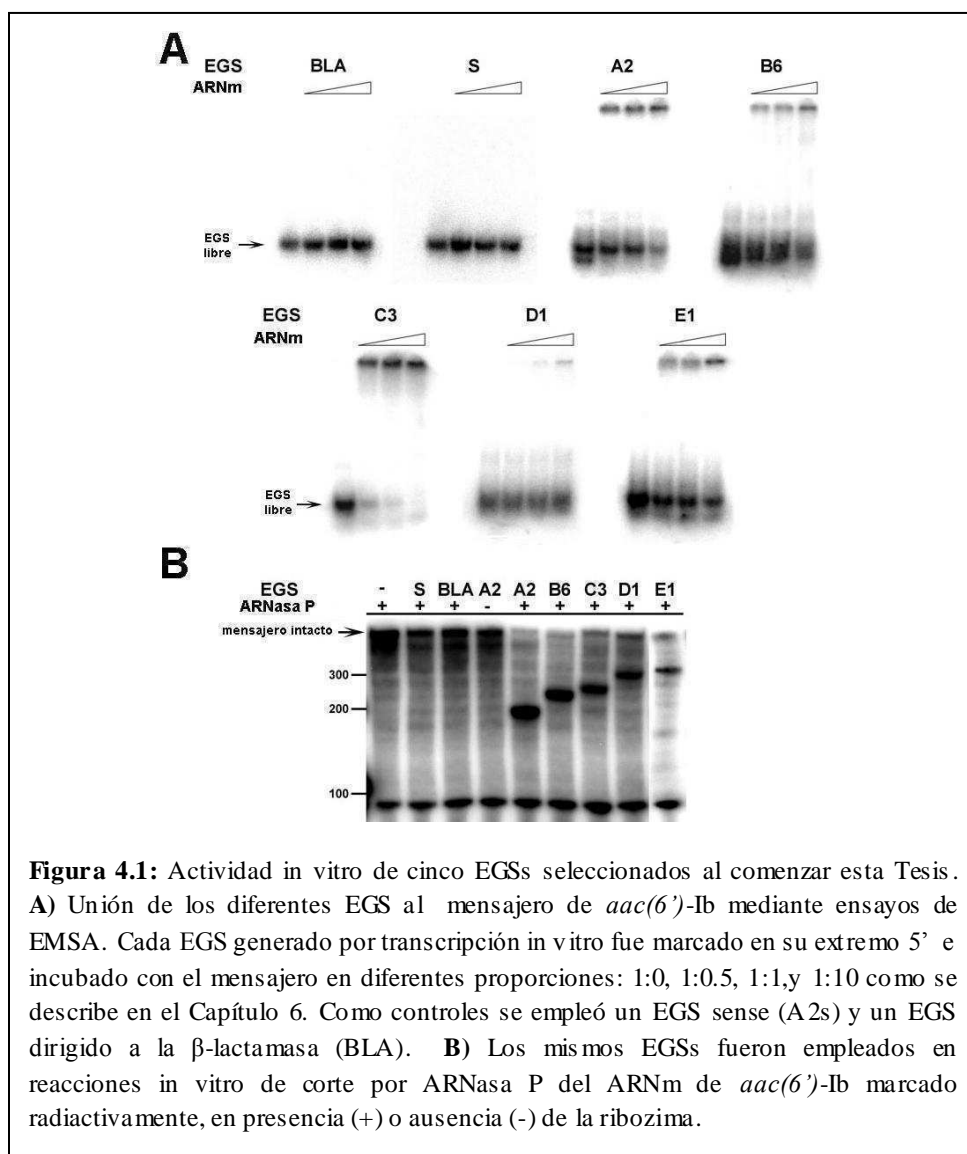 A
EGS BLA S A2 B6
ARNm
EGS
libre
EGS C3 D1 E1
ARNm
EGS
libre
B
EGS - S BLA A2 A2 B6 C3 D1 E1
ARNasa P + + + - + + + + +
mensajero intacto
300
200
100
Figura 4.1: Actividad in vitro de cinco EGSs seleccionados al comenzar esta Tesis.
A) Unión de los diferentes EGS al mensajero de aac(6’)-Ib mediante ensayos de
EMSA. Cada EGS generado por transcripción in vitro fue marcado en su extremo 5’ e
incubado con el mensajero en diferentes proporciones: 1:0, 1:0.5, 1:1,y 1:10 como se
describe en el Capítulo 6. Como controles se empleó un EGS sense (A2s) y un EGS
dirigido a la β-lactamasa (BLA). B) Los mismos EGSs fueron empleados en
reacciones in vitro de corte por ARNasa P del ARNm de aac(6’)-Ib marcado
radiactivamente, en presencia (+) o ausencia (-) de la ribozima.